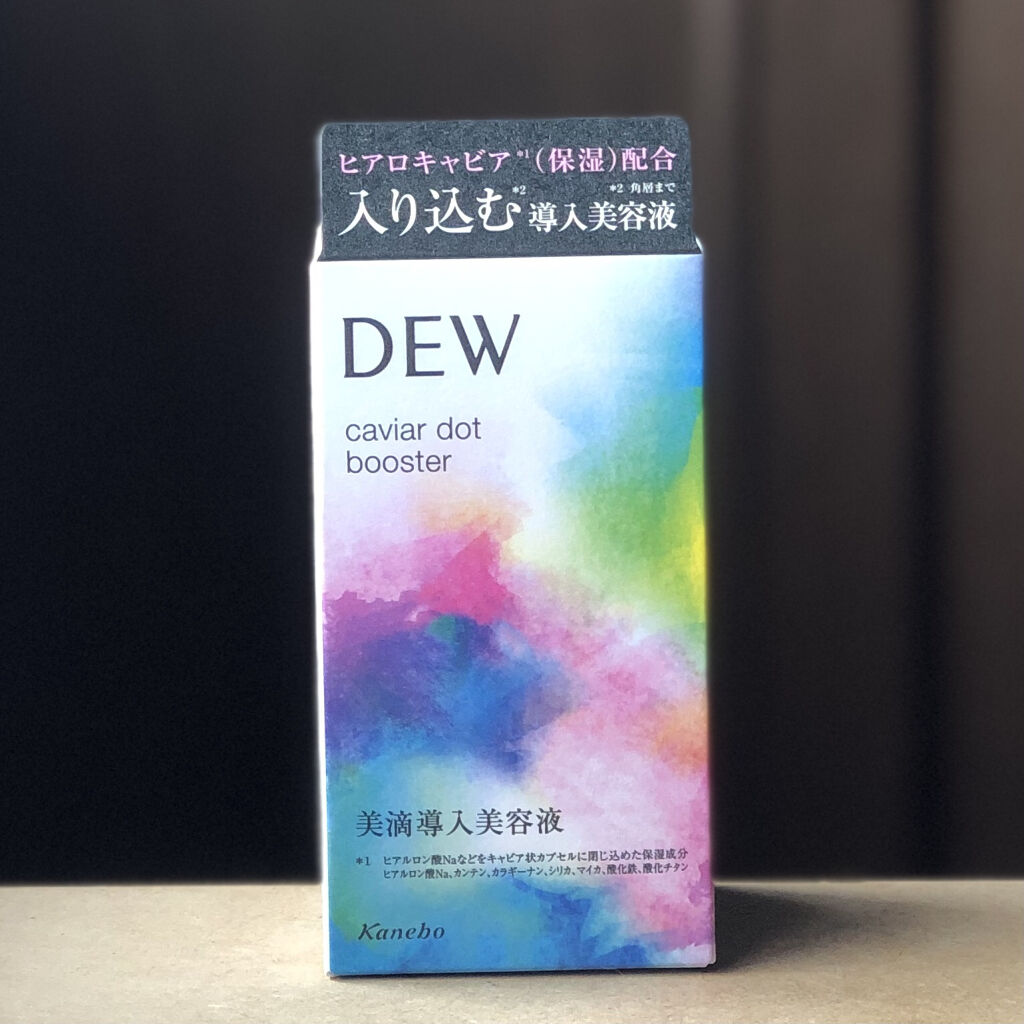 ヒアロキャビア*1(保湿)配合
*2 角層まで
入り込む*2 導入美容液
DEW
caviar dot
booster
美滴導入美容液
*1 ヒアルロン酸Naなどをキャビア状カプセルに閉じ込めた保湿成分
ヒアルロン酸Na、カンテン、カラギーナン、シリカ、マイカ、酸化鉄、酸化チタン
Kanebo